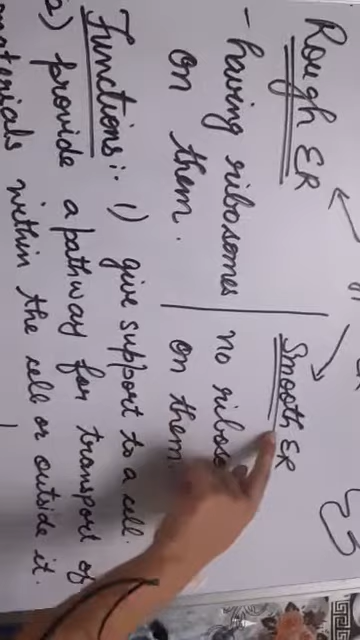 Rough ER
Smooth ER
- having ribosomes
on them.
no
on them.
Functions:- 1) give support to a cell.
2) provide a pathway for transport of
materials within the cell or outside it.